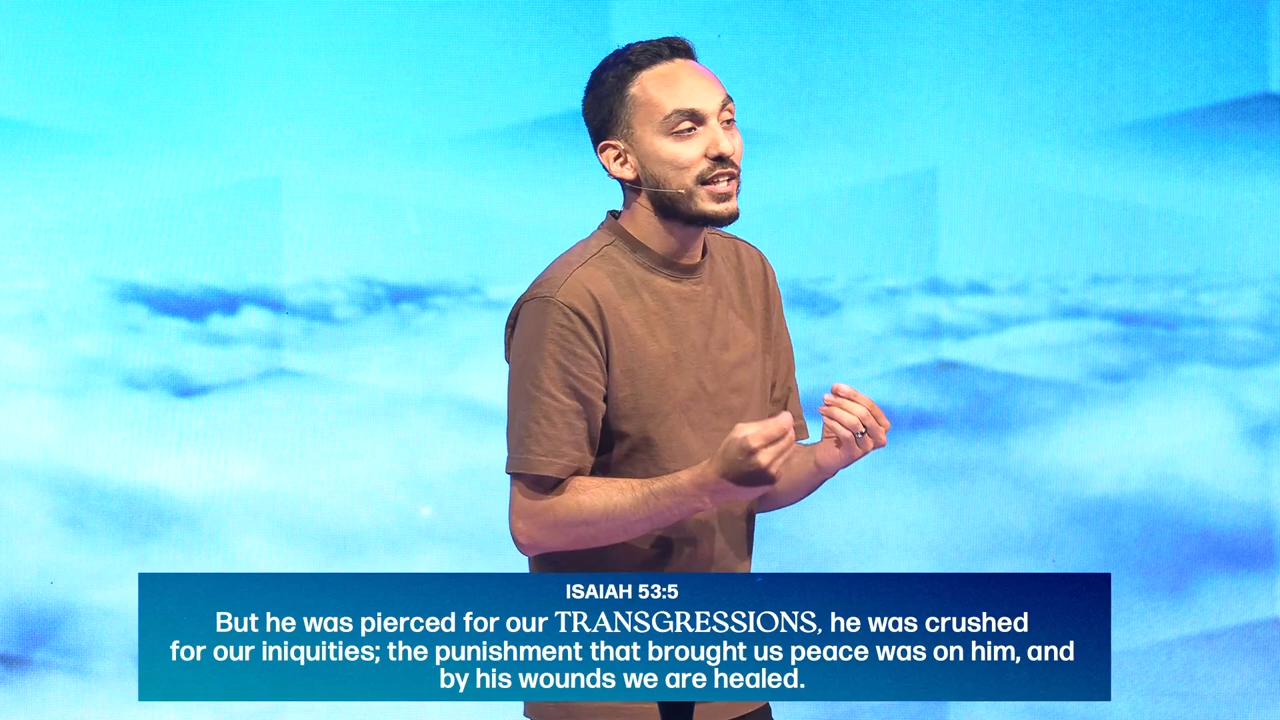 ISAIAH 53:5
But he was pierced for our TRANSGRESSIONS, he was crushed
for our iniquities; the punishment that brought us peace was on him, and
by his wounds we are healed.